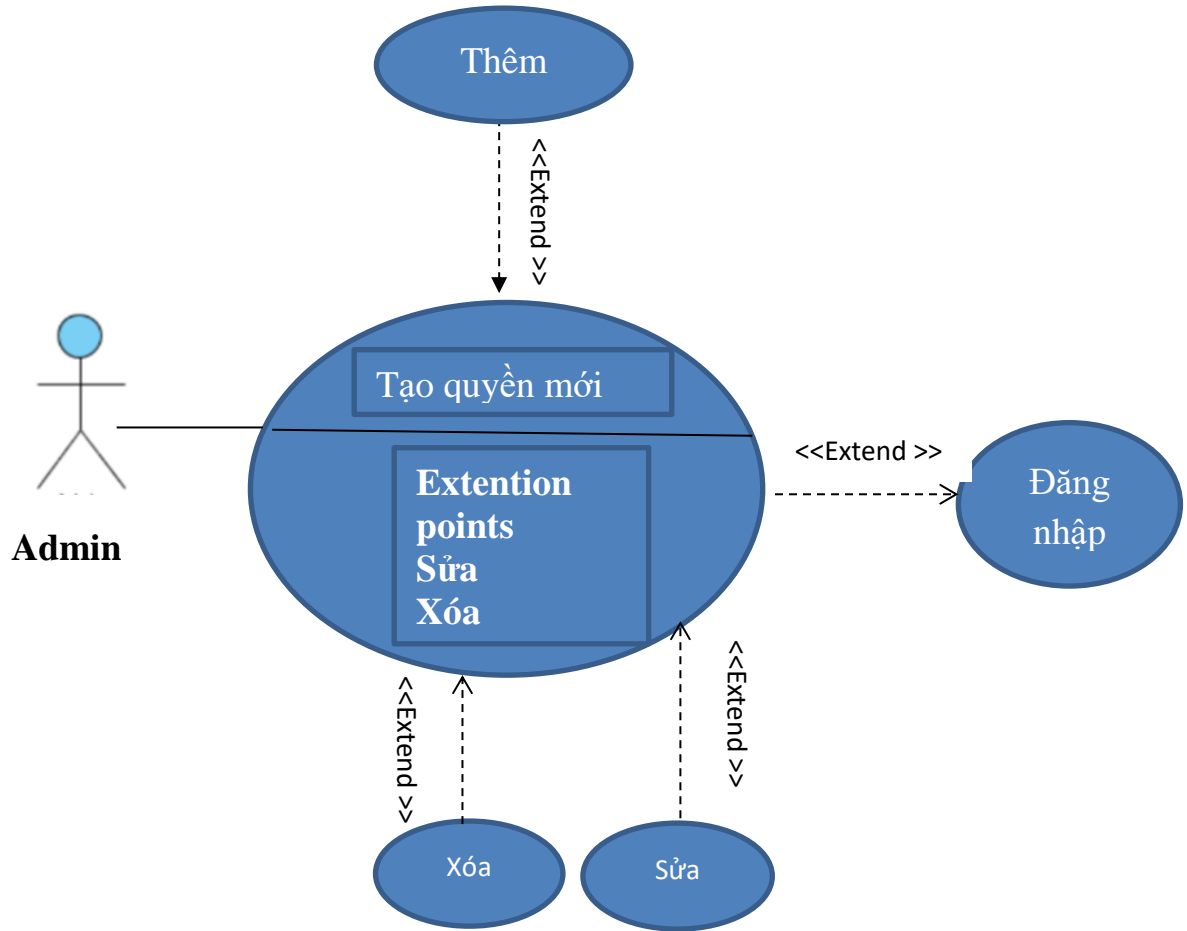 Thêm
<<Extend >>
Tạo quyền mới
Extention
points
Sửa
Xóa
Admin
<<Extend >>
Đăng
nhập
<<Extend >>
<<Extend >>
Xóa
Sửa